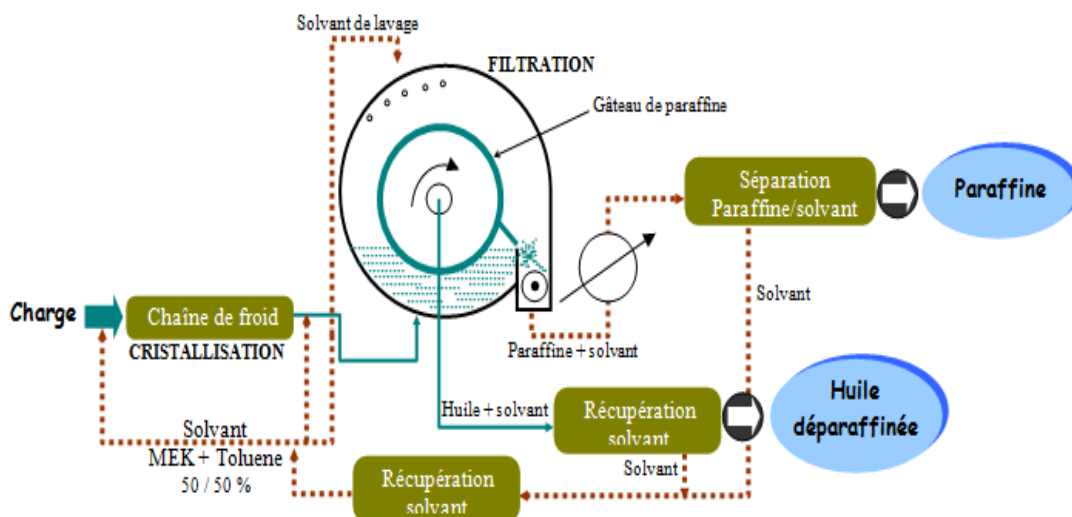 Solvant de lavage
FILTRATION
Gâteau de paraffine
Séparation
Paraffine/solvant
Paraffine
Solvant
Charge
Chaîne de froid
CRISTALLISATION
Paraffine + solvant
Huile + solvant
Récupération
solvant
Huile
déparaffinée
Solvant
MEK + Toluene
50 / 50 %
Solvant
Récupération
solvant